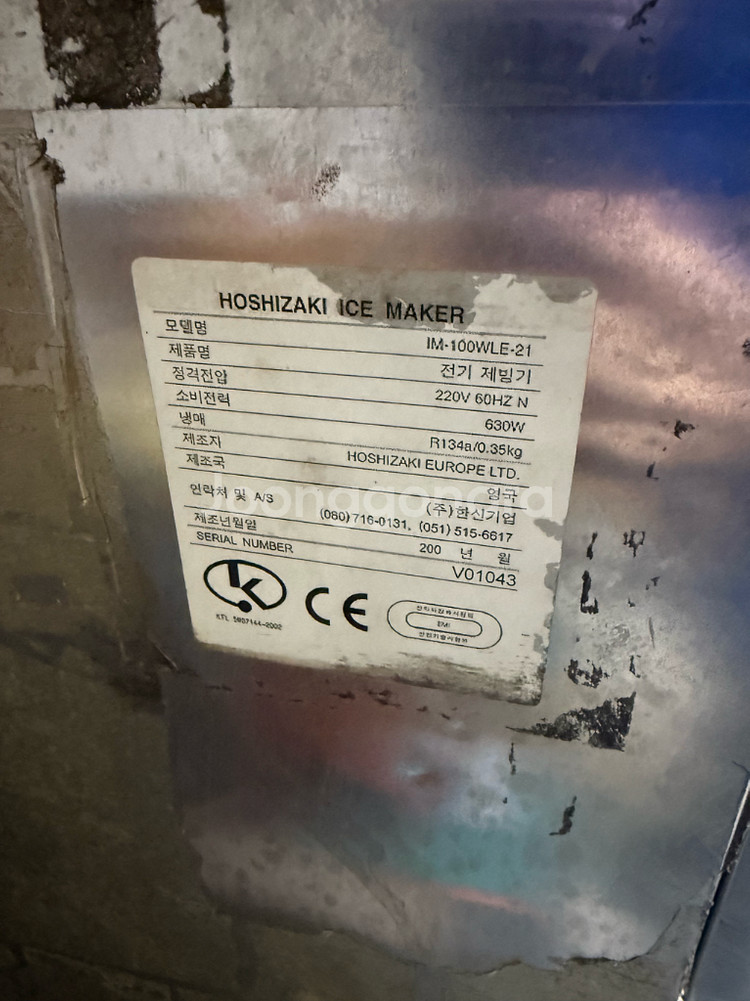 HOSHIZAKI ICE MAKER
모델명 IM-100WLE-21
제품명 전기 제빙기
정격전압 220V 60HZ N
소비전력 630W
냉매 R134a/0.35kg
제조자 HOSHIZAKI EUROPE LTD.
제조국 영국
연락처 및 A/S (주)한신기업
(080)716-0131, (051)515-6617
제조년월일 200 년 월
SERIAL NUMBER V01043
k CE EMI
joonggonara